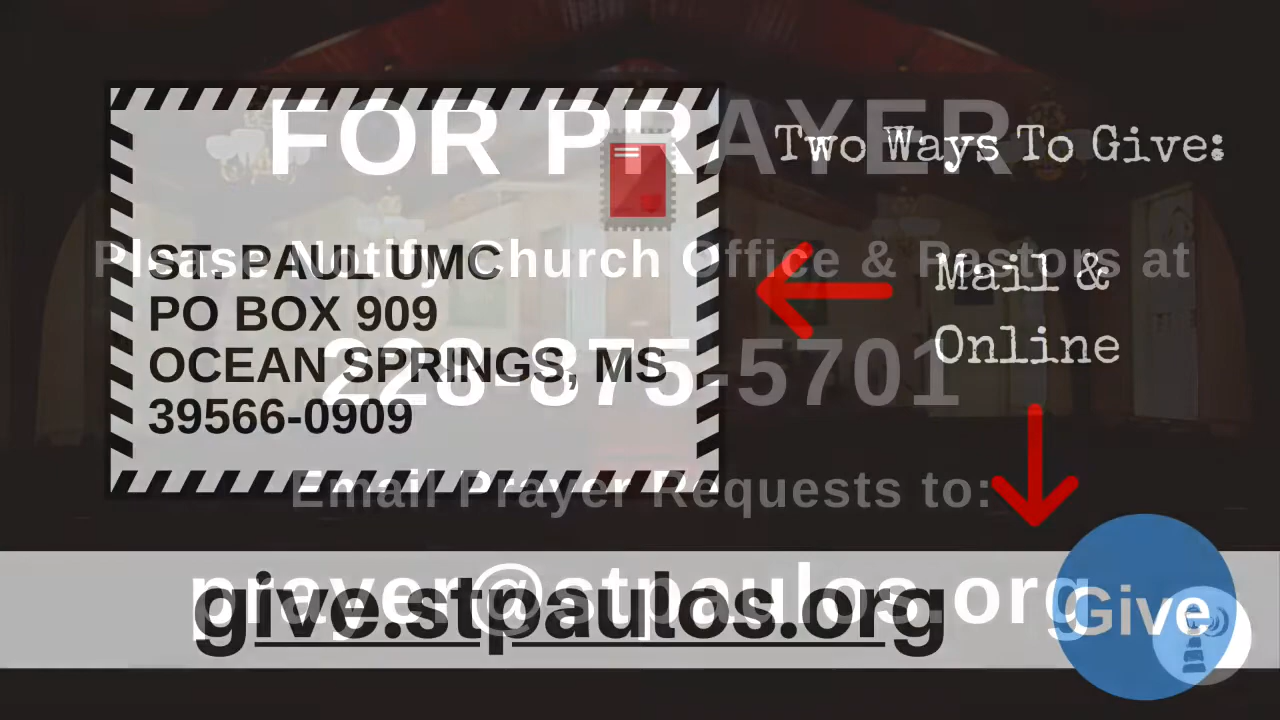 FOR PRAYER
Please Notify Church Office & Pastors at
228-875-5701
Email Prayer Requests to:
prayer@stpaulos.org
Two Ways To Give:
Mail &
Online
ST. PAUL UMC
PO BOX 909
OCEAN SPRINGS, MS
39566-0909
give.stpaulos.org
Give